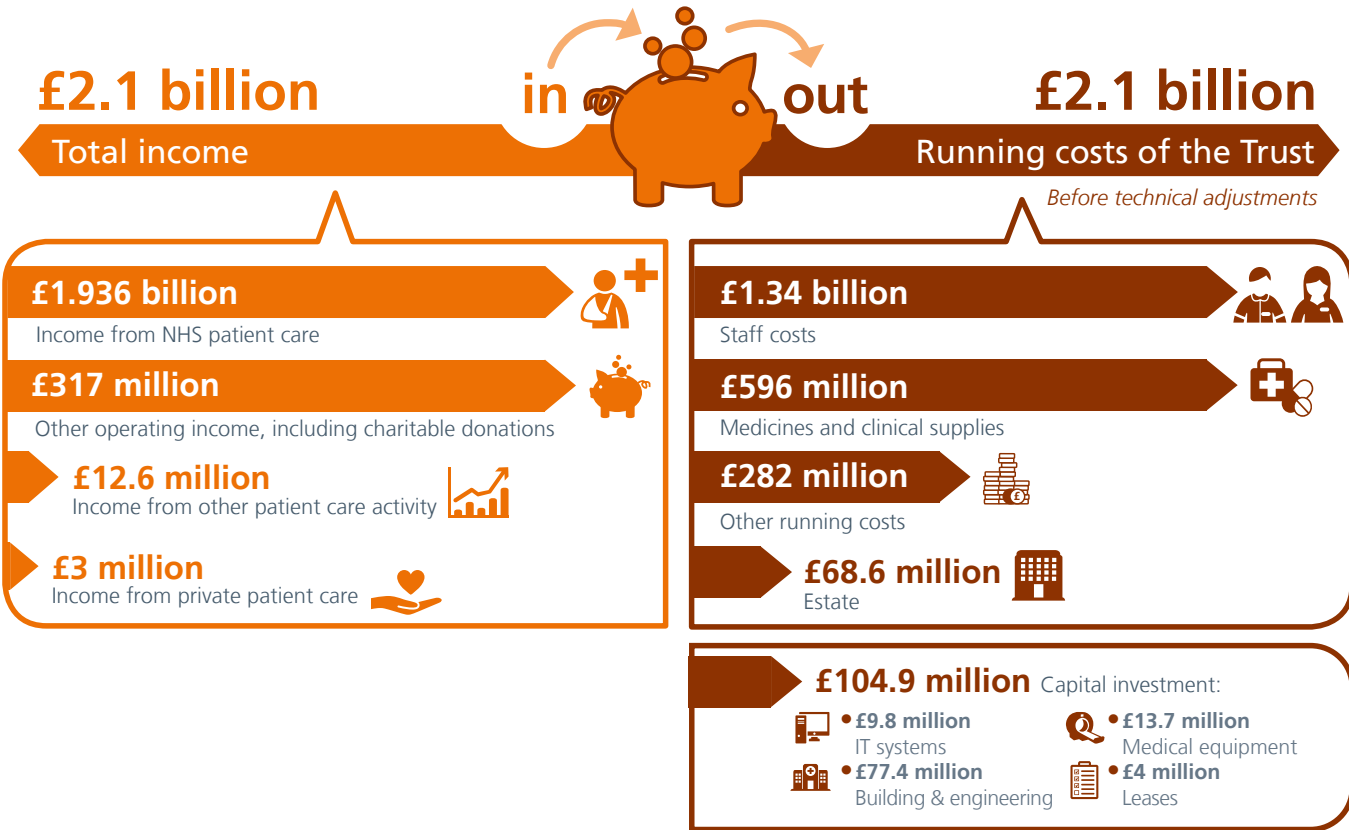 £2.1 billion
in
out
£2.1 billion
Total income
Running costs of the Trust
Before technical adjustments
£1.936 billion
Income from NHS patient care
£317 million
Other operating income, including charitable donations
£12.6 million
Income from other patient care activity
£3 million
Income from private patient care
£1.34 billion
Staff costs
£596 million
Medicines and clinical supplies
£282 million
£
Other running costs
£68.6 million
Estate
£104.9 million Capital investment:
• £9.8 million
IT systems
• £13.7 million
Medical equipment
• £77.4 million
Building & engineering
• £4 million
Leases